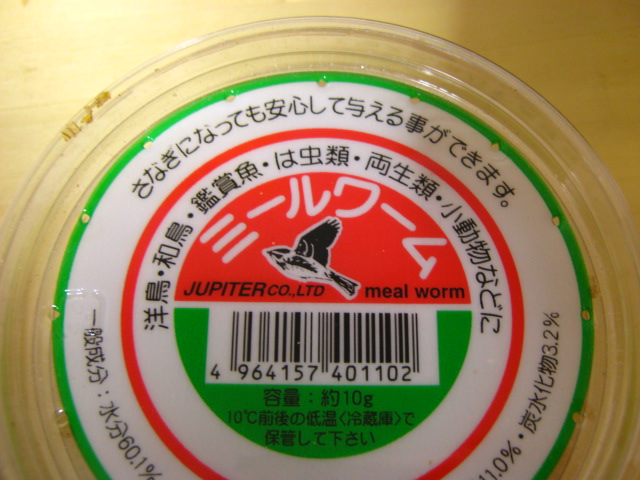 さなぎになっても安心して与える事ができます。
洋鳥・和鳥・鑑賞魚・は虫類・両生類・小動物などに
ミールワーム
JUPITER CO.,LTD
meal worm
4 964157 401102
容量：約10g
10℃前後の低温〈冷蔵庫〉で
保管して下さい
一般成分：水分60.1%
1.0%・炭水化物3.2%